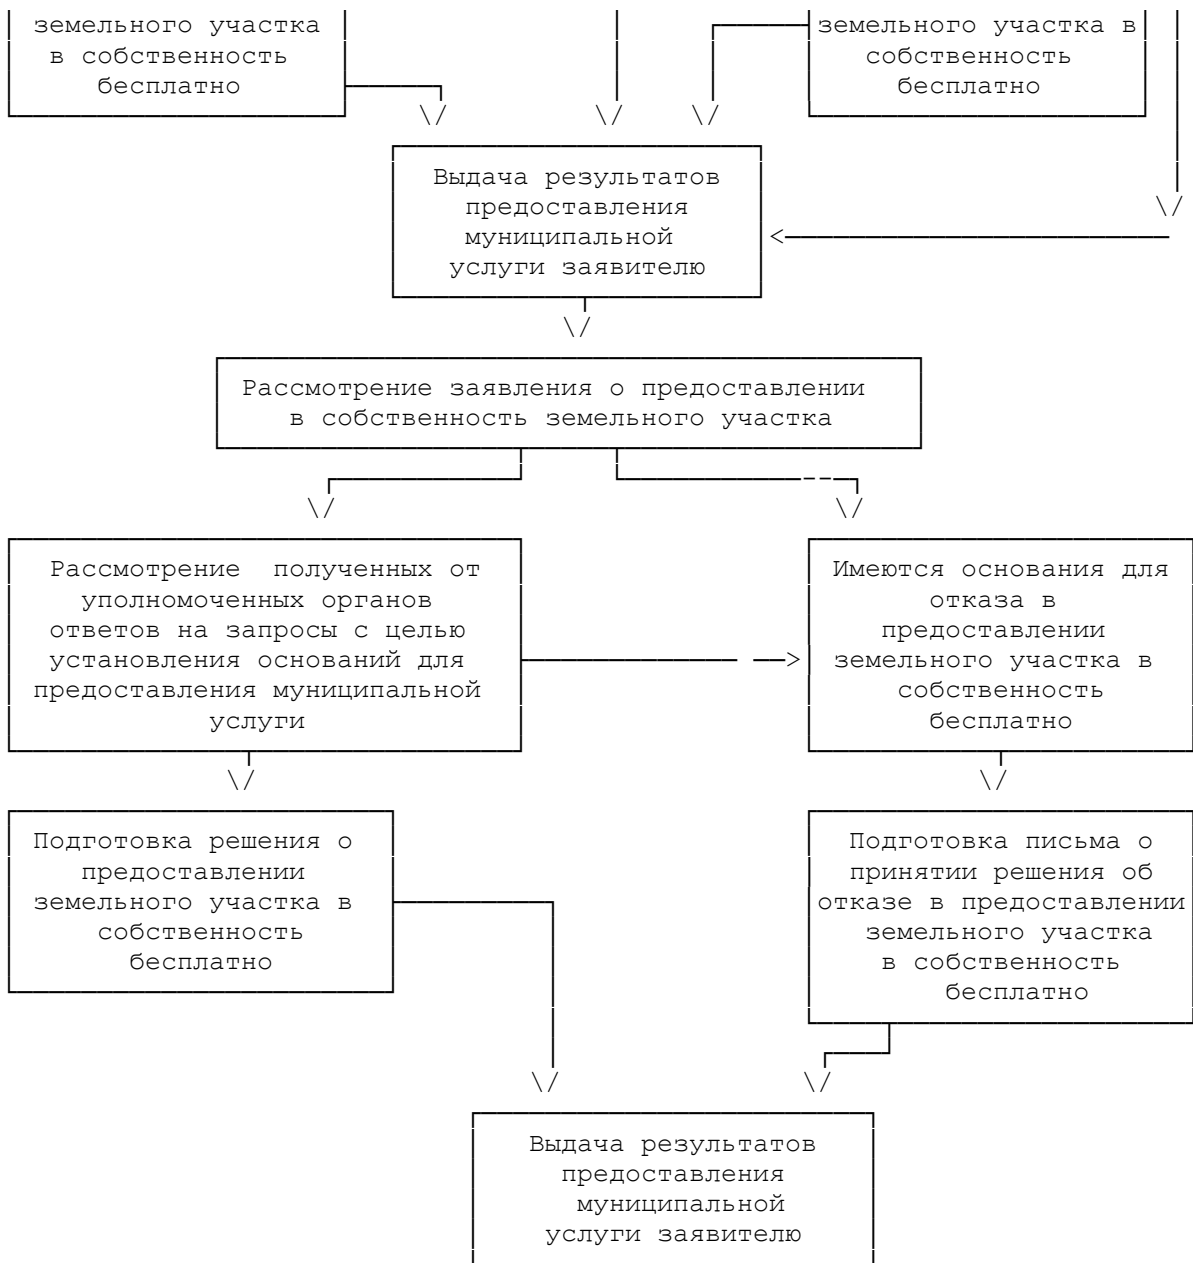 земельного участка
в собственность
бесплатно
земельного участка в
собственность
бесплатно
Выдача результатов
предоставления
муниципальной
услуги заявителю
Рассмотрение заявления о предоставлении
в собственность земельного участка
Рассмотрение  полученных от
уполномоченных органов
ответов на запросы с целью
установления оснований для
предоставления муниципальной
услуги
Имеются основания для
отказа в
предоставлении
земельного участка в
собственность
бесплатно
Подготовка решения о
предоставлении
земельного участка в
собственность
бесплатно
Подготовка письма о
принятии решения об
отказе в предоставлении
земельного участка
в собственность
бесплатно
Выдача результатов
предоставления
муниципальной
услуги заявителю